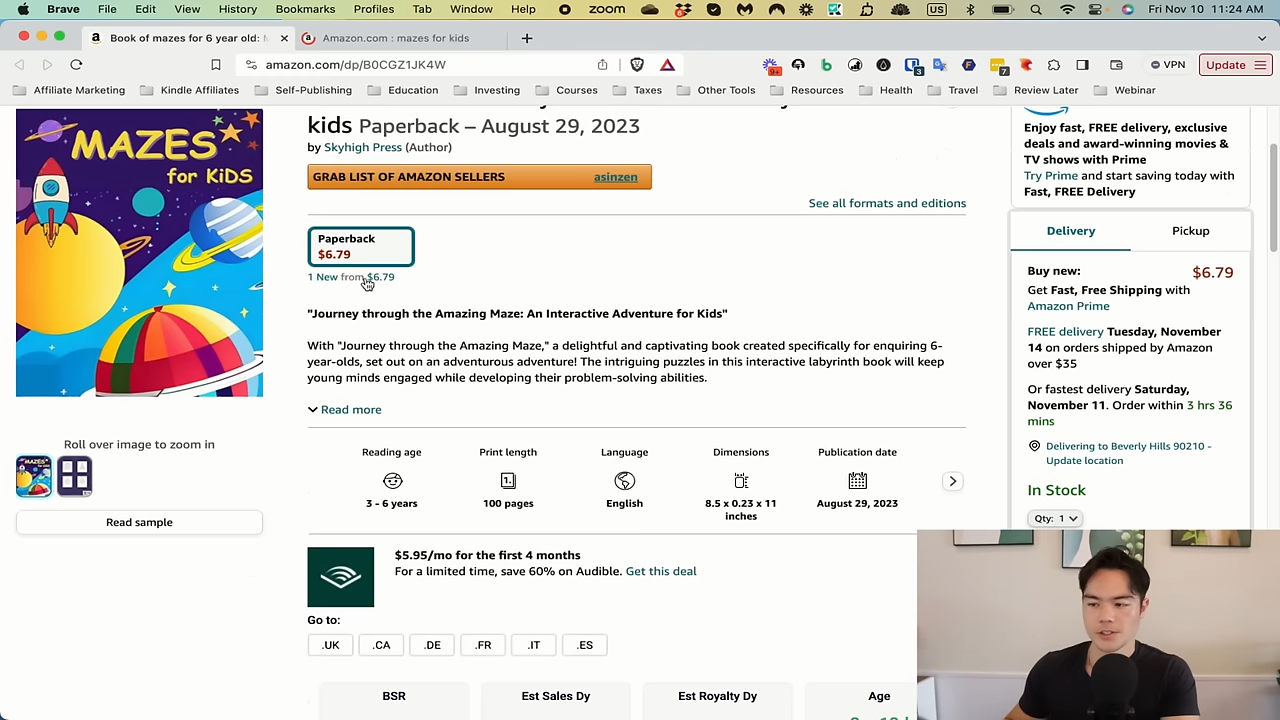 Brave File Edit View History Bookmarks Profiles Tab Window Help zoom US Fri Nov 10 11:24 AM
Book of mazes for 6 year old: Amazon.com : mazes for kids
amazon.com/dp/B0CGZ1JK4W 9+ 3 7 VPN Update
Affiliate Marketing Kindle Affiliates Self-Publishing Education Investing Courses Taxes Other Tools Resources Health Travel Review Later Webinar
MAZES
for KiDS
kids Paperback – August 29, 2023
by Skyhigh Press (Author)
GRAB LIST OF AMAZON SELLERS asinzen
See all formats and editions
Paperback
$6.79
1 New from $6.79
"Journey through the Amazing Maze: An Interactive Adventure for Kids"
With "Journey through the Amazing Maze," a delightful and captivating book created specifically for enquiring 6-
year-olds, set out on an adventurous adventure! The intriguing puzzles in this interactive labyrinth book will keep
young minds engaged while developing their problem-solving abilities.
Read more
Roll over image to zoom in
Read sample
Reading age Print length Language Dimensions Publication date
3 - 6 years 100 pages English 8.5 x 0.23 x 11 August 29, 2023
inches
$5.95/mo for the first 4 months
For a limited time, save 60% on Audible. Get this deal
Go to:
.UK .CA .DE .FR .IT .ES
BSR Est Sales Dy Est Royalty Dy Age
Enjoy fast, FREE delivery, exclusive
deals and award-winning movies &
TV shows with Prime
Try Prime and start saving today with
Fast, FREE Delivery
Delivery Pickup
Buy new: $6.79
Get Fast, Free Shipping with
Amazon Prime
FREE delivery Tuesday, November
14 on orders shipped by Amazon
over $35
Or fastest delivery Saturday,
November 11. Order within 3 hrs 36
mins
Delivering to Beverly Hills 90210 -
Update location
In Stock
Qty: 1